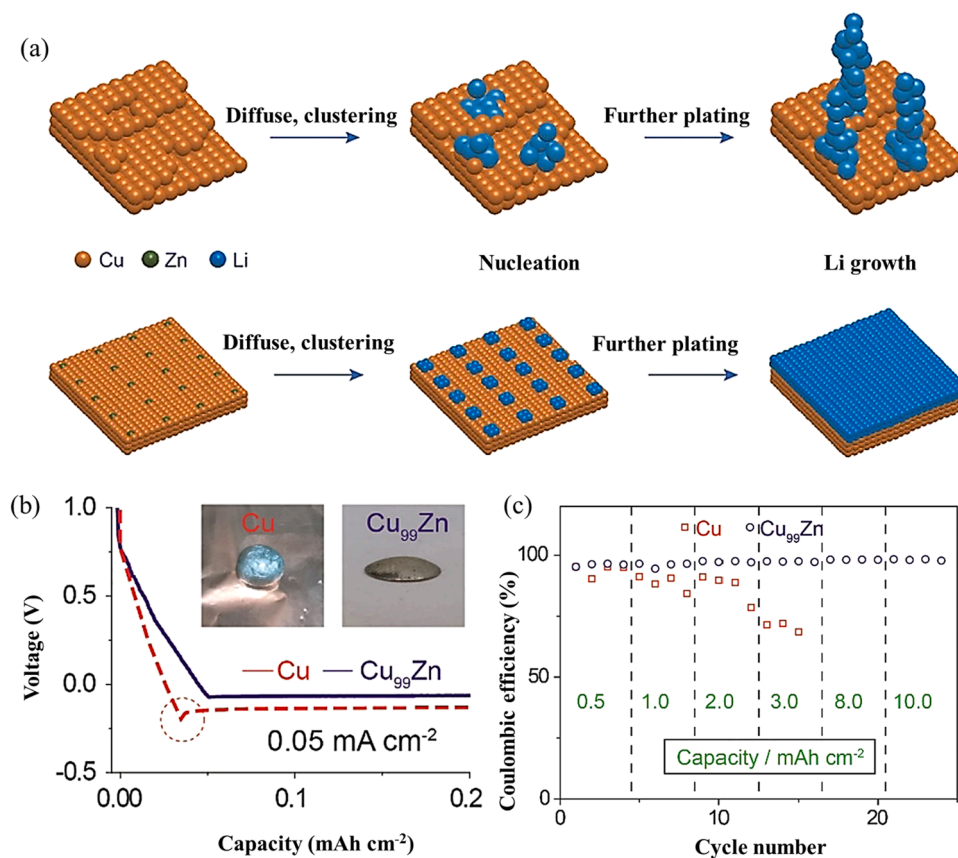 (a)
Diffuse, clustering
Further plating
Cu Zn Li
Nucleation
Li growth
Diffuse, clustering
Further plating
(b)
1.0
0.5
0.0
-0.5
Voltage (V)
Cu
Cu₉₉Zn
Cu Cu₉₉Zn
0.05 mA cm⁻²
0.00 0.1 0.2
Capacity (mAh cm⁻²)
(c)
Cu Cu₉₉Zn
100
50
0
Coulombic efficiency (%)
0.5 1.0 2.0 3.0 8.0 10.0
Capacity / mAh cm⁻²
0 10 20
Cycle number